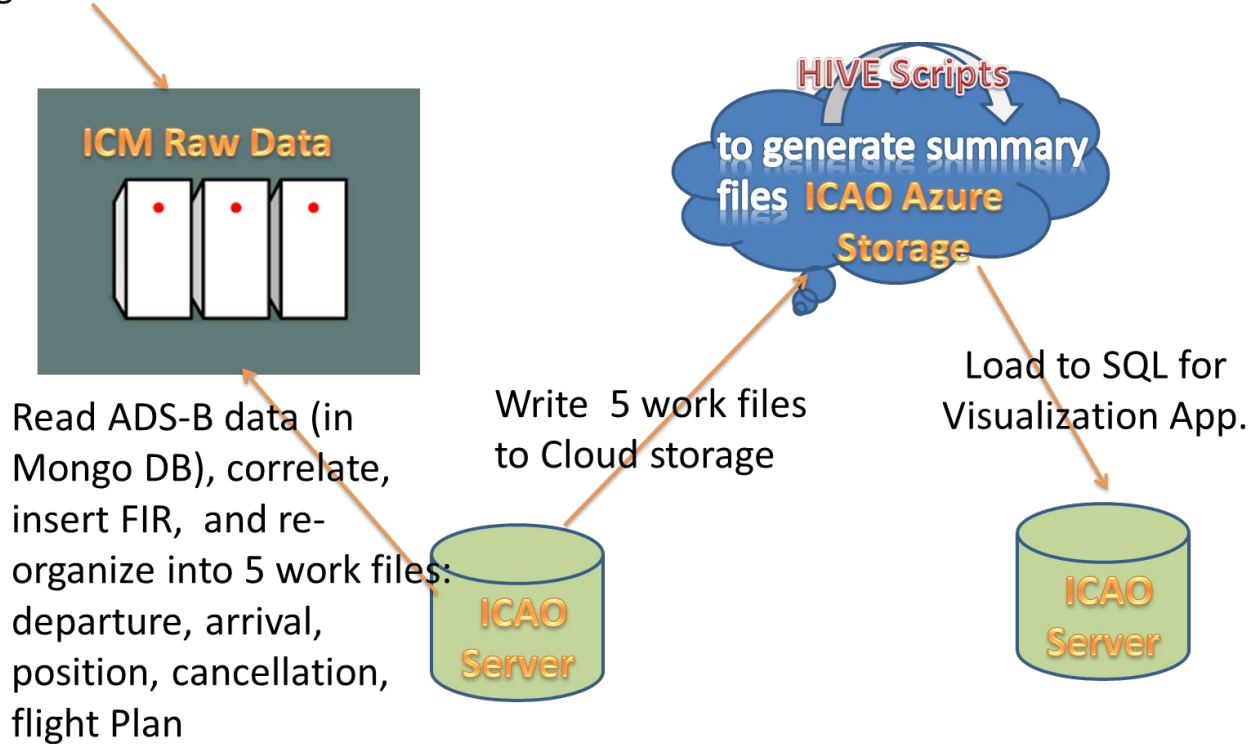 ICM Raw Data
HIVE Scripts
to generate summary
files ICAO Azure
Storage
Read ADS-B data (in
Mongo DB), correlate,
insert FIR,  and re-
organize into 5 work files:
departure, arrival,
position, cancellation,
flight Plan
Write  5 work files
to Cloud storage
Load to SQL for
Visualization App.
ICAO
Server
ICAO
Server